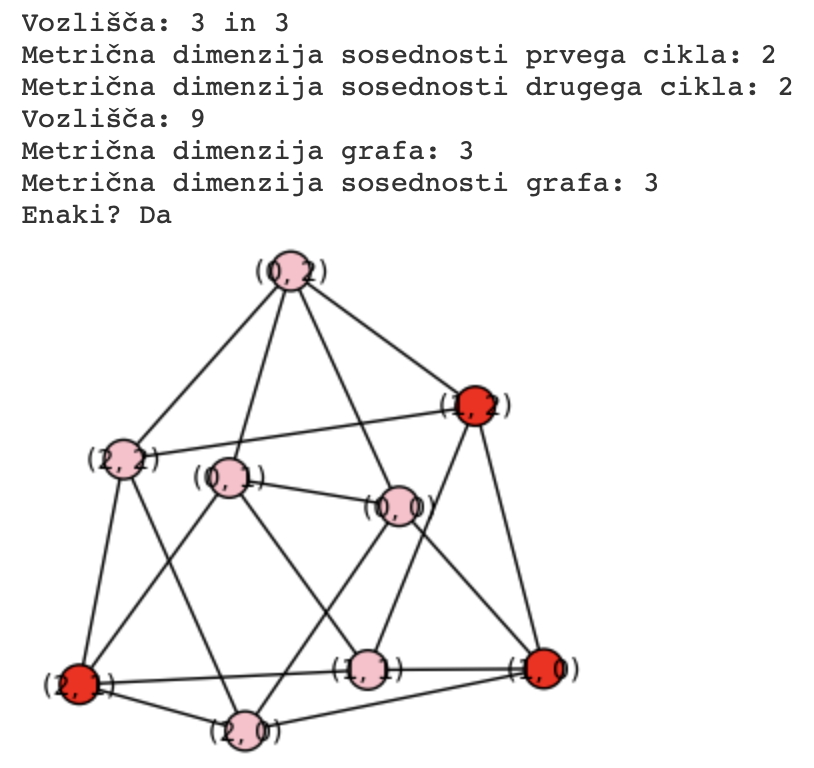 Vozlišča: 3 in 3
Metrična dimenzija sosednosti prvega cikla: 2
Metrična dimenzija sosednosti drugega cikla: 2
Vozlišča: 9
Metrična dimenzija grafa: 3
Metrična dimenzija sosednosti grafa: 3
Enaki? Da
(0, 2)
(1, 2)
(2, 2)
(0, 1)
(0, 0)
(2, 1)
(1, 1)
(1, 0)
(2, 0)